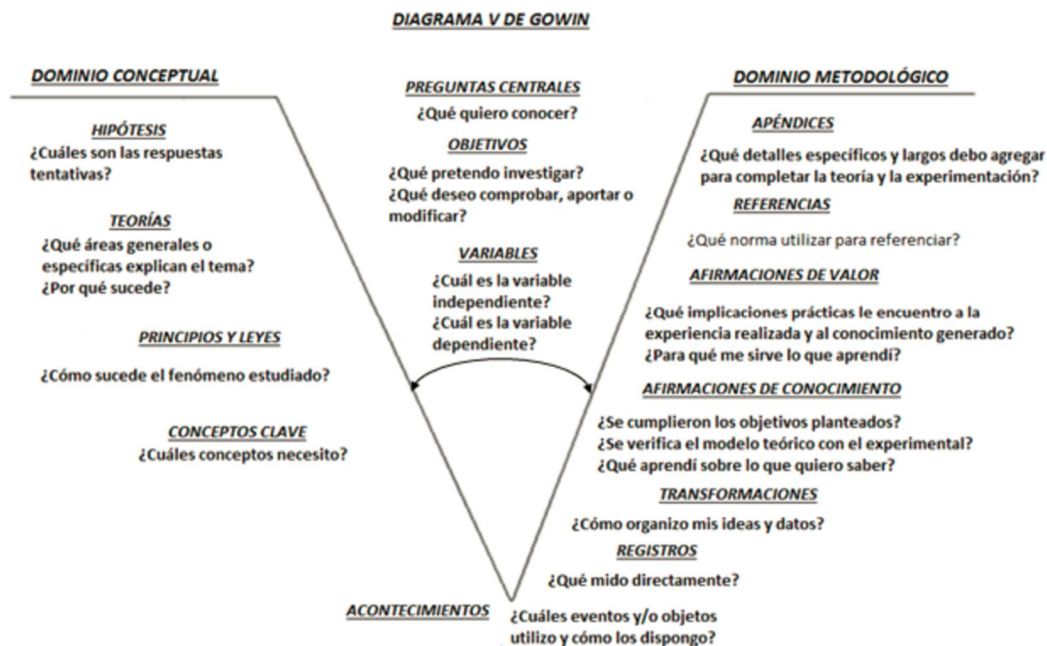 DIAGRAMA V DE GOWIN
DOMINIO CONCEPTUAL
HIPÓTESIS
¿Cuáles son las respuestas
tentativas?
TEORÍAS
¿Qué áreas generales o
específicas explican el tema?
¿Por qué sucede?
PRINCIPIOS Y LEYES
¿Cómo sucede el fenómeno estudiado?
CONCEPTOS CLAVE
¿Cuáles conceptos necesito?
PREGUNTAS CENTRALES
¿Qué quiero conocer?
OBJETIVOS
¿Qué pretendo investigar?
¿Qué deseo comprobar, aportar o
modificar?
VARIABLES
¿Cuál es la variable
independiente?
¿Cuál es la variable
dependiente?
DOMINIO METODOLÓGICO
APÉNDICES
¿Qué detalles específicos y largos debo agregar
para completar la teoría y la experimentación?
REFERENCIAS
¿Qué norma utilizar para referenciar?
AFIRMACIONES DE VALOR
¿Qué implicaciones prácticas le encuentro a la
experiencia realizada y al conocimiento generado?
¿Para qué me sirve lo que aprendí?
AFIRMACIONES DE CONOCIMIENTO
¿Se cumplieron los objetivos planteados?
¿Se verifica el modelo teórico con el experimental?
¿Qué aprendí sobre lo que quiero saber?
TRANSFORMACIONES
¿Cómo organizo mis ideas y datos?
REGISTROS
¿Qué mido directamente?
ACONTECIMIENTOS
¿Cuáles eventos y/o objetos
utilizo y cómo los dispongo?